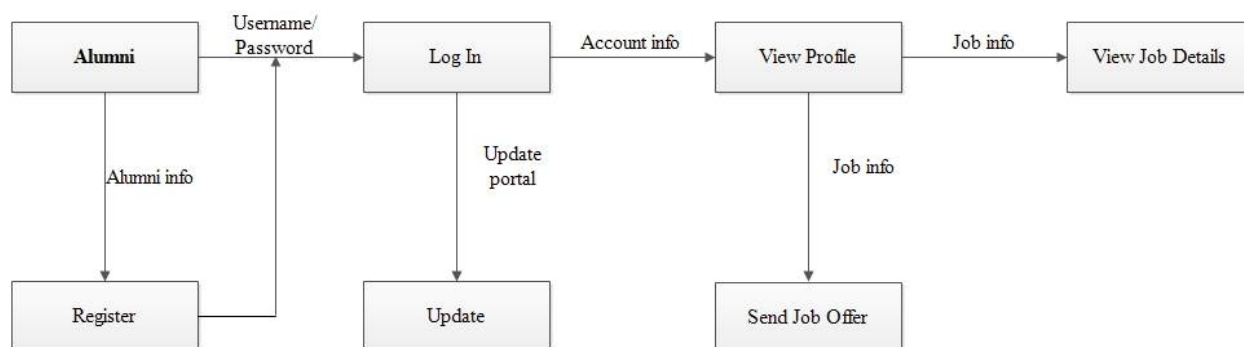 Username/
Password
Alumni
Log In
Account info
View Profile
Job info
View Job Details
Alumni info
Update
portal
Job info
Register
Update
Send Job Offer